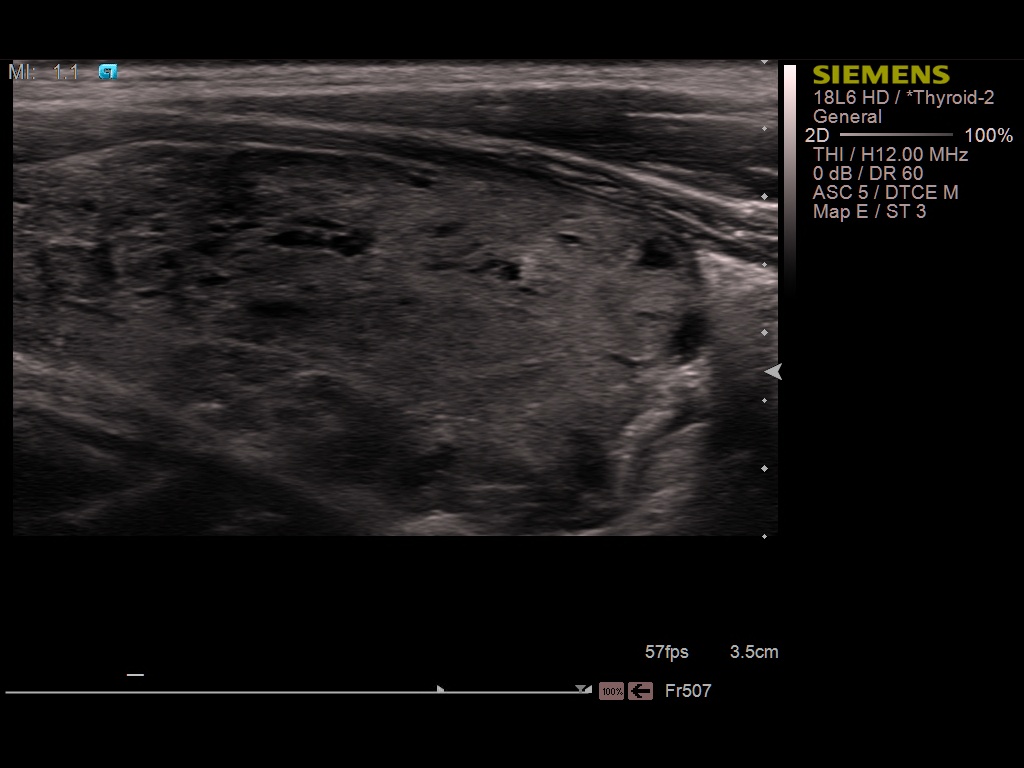 MI: 1.1
SIEMENS
18L6 HD / *Thyroid-2
General
2D 100%
THI / H12.00 MHz
0 dB / DR 60
ASC 5 / DTCE M
Map E / ST 3
57fps 3.5cm
100% Fr507